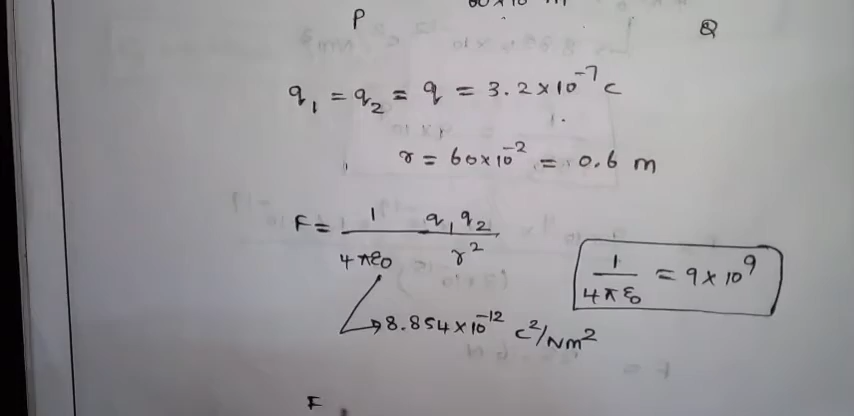 P Q
q₁ = q₂ = q = 3.2×10⁻⁷ C
r = 60×10⁻² = 0.6 m
F = 1/4πε₀ q₁q₂/r²
1/4πε₀ = 9×10⁹
8.854×10⁻¹² C²/Nm²
F